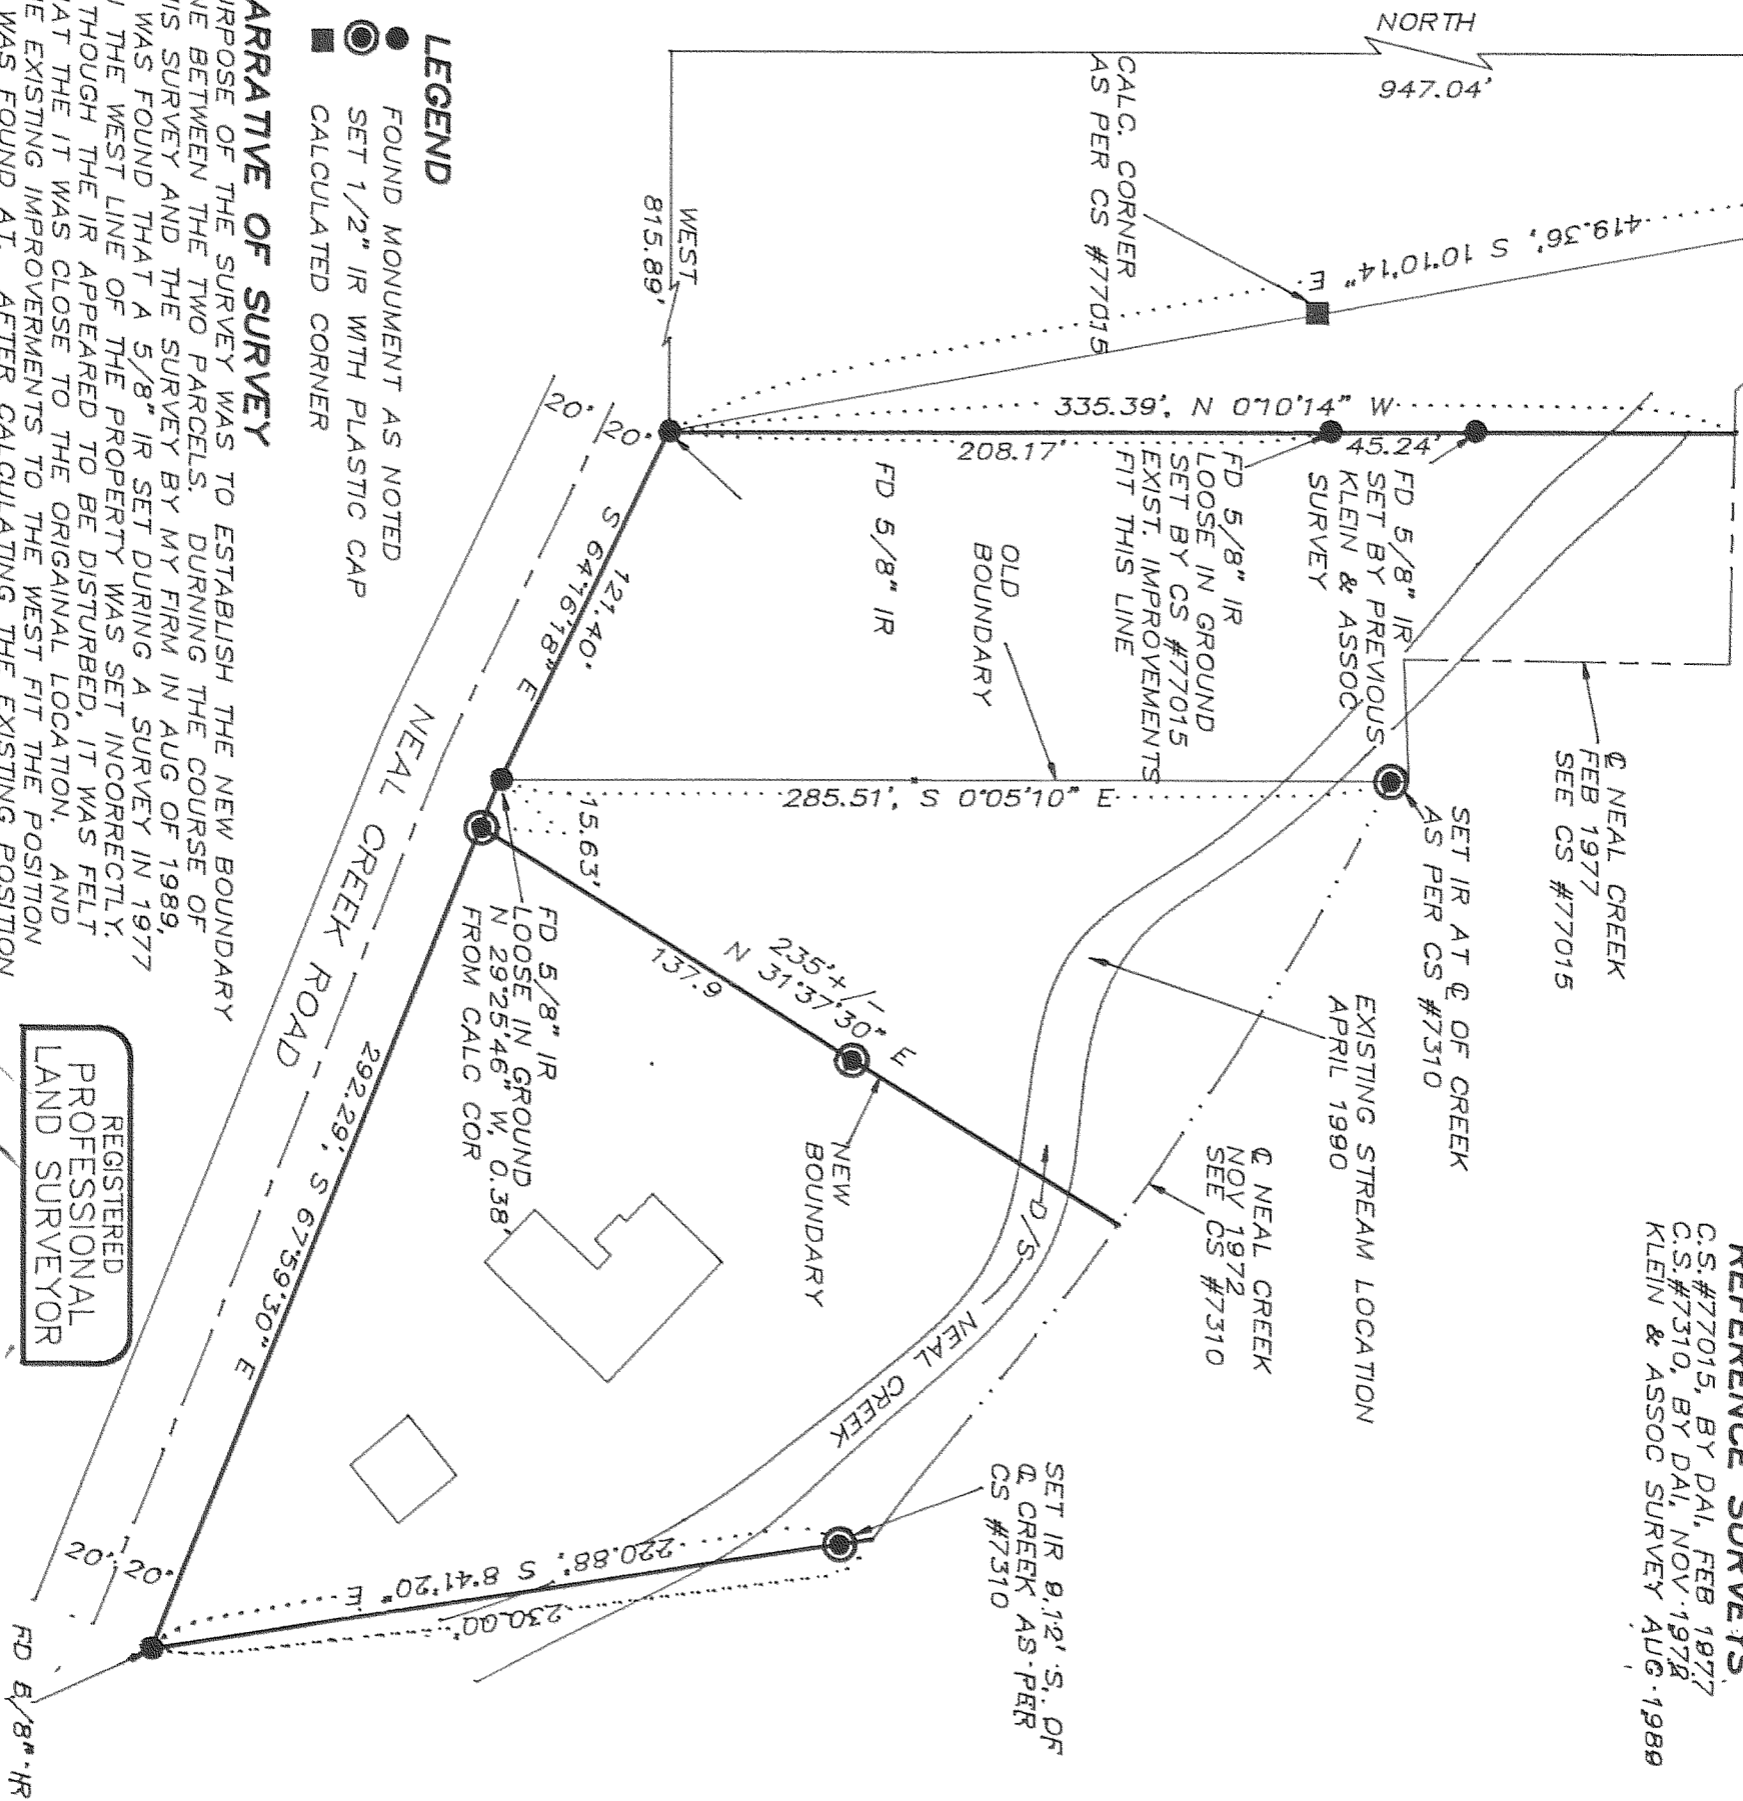 REFERENCE SURVEYS
C.S.#77015, BY DAI, FEB 1977
C.S.#7310, BY DAI, NOV 1972
KLEIN & ASSOC SURVEY AUG 1989
NORTH
947.04'
CALC. CORNER
AS PER CS #77015
419.36', S 10°10'14" E
WEST
815.89'
335.39', N 0°10'14" W
208.17'
45.24'
FD 5/8" IR
SET BY PREVIOUS
KLEIN & ASSOC
SURVEY
FD 5/8" IR
LOOSE IN GROUND
SET BY CS #77015
EXIST. IMPROVEMENTS
FIT THIS LINE
FD 5/8" IR
OLD
BOUNDARY
℄ NEAL CREEK
FEB 1977
SEE CS #77015
SET IR AT ℄ OF CREEK
AS PER CS #7310
285.51', S 0°05'10" E
EXISTING STREAM LOCATION
APRIL 1990
℄ NEAL CREEK
NOV 1972
SEE CS #7310
20'
20'
121.40'
S 64°16'18" E
15.63'
FD 5/8" IR
LOOSE IN GROUND
N 29°25'46" W, 0.38'
FROM CALC COR
235'+/-
N 31°37'30" E
137.9
NEW
BOUNDARY
D/S
NEAL CREEK
SET IR 9.12' S. OF
℄ CREEK AS PER
CS #7310
NEAL CREEK ROAD
292.29', S 67°59'30" E
220.88', S 8°41'20" E
230.00'
20'
20'
FD 5/8" IR
LEGEND
FOUND MONUMENT AS NOTED
SET 1/2" IR WITH PLASTIC CAP
CALCULATED CORNER
ARRATIVE OF SURVEY
RPOSE OF THE SURVEY WAS TO ESTABLISH THE NEW BOUNDARY
NE BETWEEN THE TWO PARCELS. DURNING THE COURSE OF
IS SURVEY AND THE SURVEY BY MY FIRM IN AUG OF 1989,
WAS FOUND THAT A 5/8" IR SET DURING A SURVEY IN 1977
THE WEST LINE OF THE PROPERTY WAS SET INCORRECTLY.
THOUGH THE IR APPEARED TO BE DISTURBED, IT WAS FELT
AT THE IT WAS CLOSE TO THE ORGAINAL LOCATION. AND
E EXISTING IMPROVERMENTS TO THE WEST FIT THE POSITION
WAS FOUND AT. AFTER CALCULATING THE EXISTING POSITION
REGISTERED
PROFESSIONAL
LAND SURVEYOR